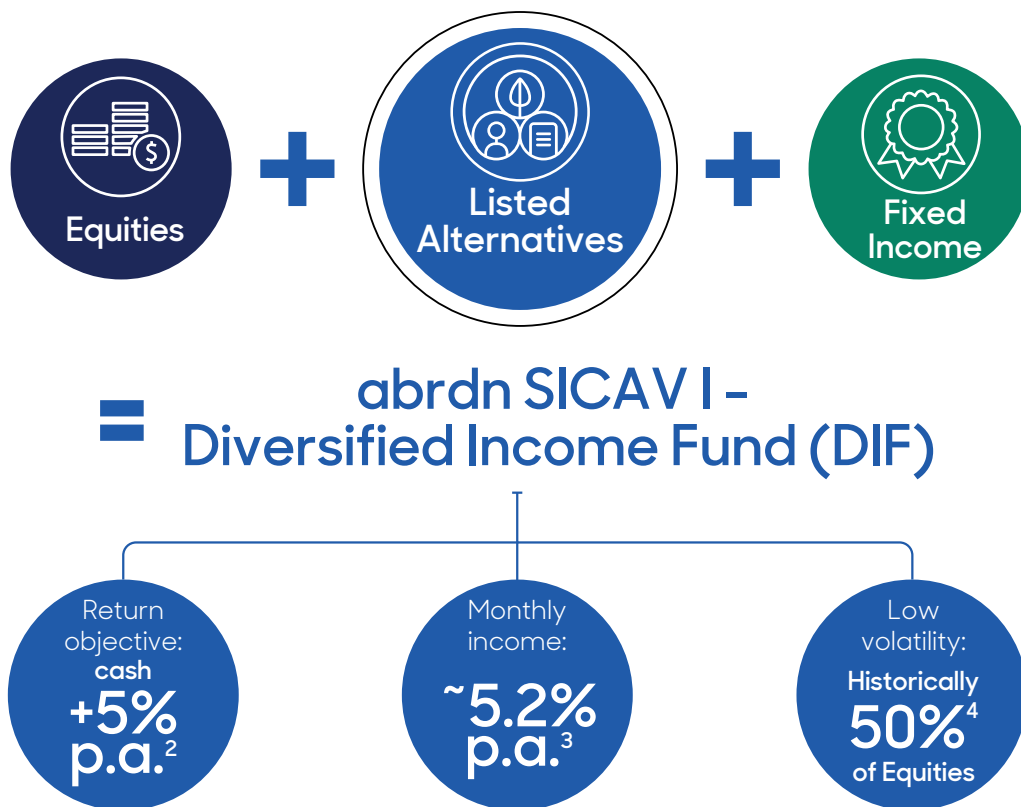 Equities
+
Listed
Alternatives
+
Fixed
Income
=
abrdn SICAV I -
Diversified Income Fund (DIF)
Return
objective:
cash
+5%
p.a.²
Monthly
income:
~5.2%
p.a.³
Low
volatility:
Historically
50%⁴
of Equities
$